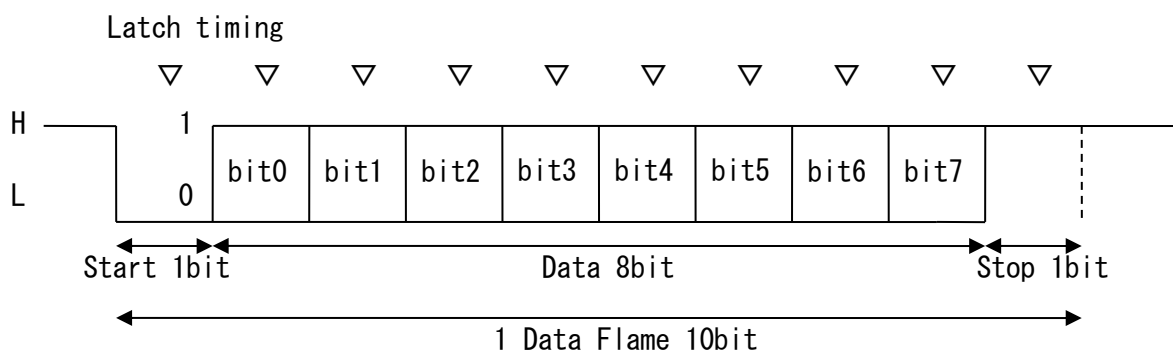 Latch timing
▽ ▽ ▽ ▽ ▽ ▽ ▽ ▽ ▽ ▽
H 1
bit0 bit1 bit2 bit3 bit4 bit5 bit6 bit7
L 0
Start 1bit Data 8bit Stop 1bit
1 Data Flame 10bit